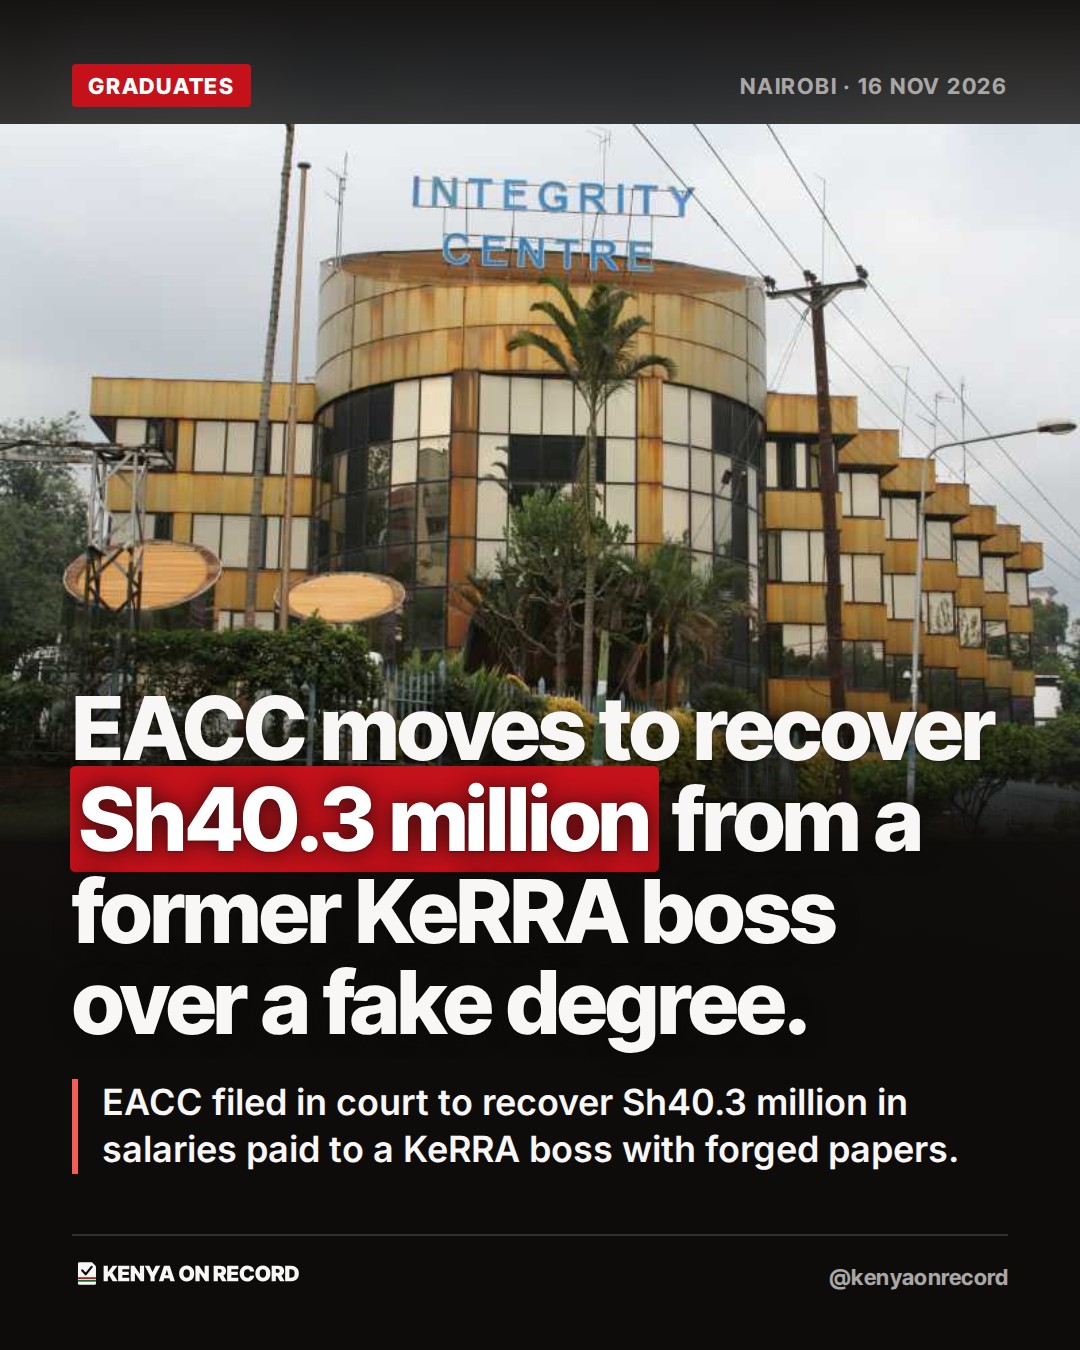 GRADUATES
NAIROBI · 16 NOV 2026
INTEGRITY
CENTRE
EACC moves to recover
Sh40.3 million from a
former KeRRA boss
over a fake degree.
EACC filed in court to recover Sh40.3 million in
salaries paid to a KeRRA boss with forged papers.
KENYA ON RECORD
@kenyaonrecord